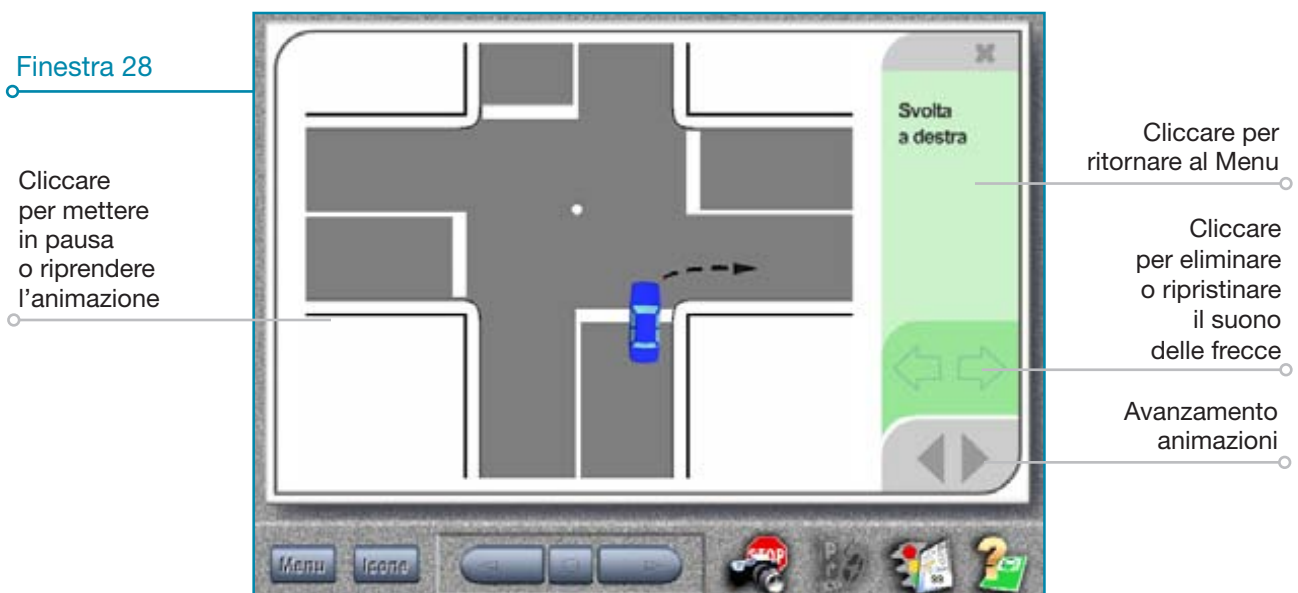 Finestra 28
Cliccare
per mettere
in pausa
o riprendere
l'animazione
Svolta
a destra
Cliccare per
ritornare al Menu
Cliccare
per eliminare
o ripristinare
il suono
delle frecce
Avanzamento
animazioni
Menu
Icone
STOP